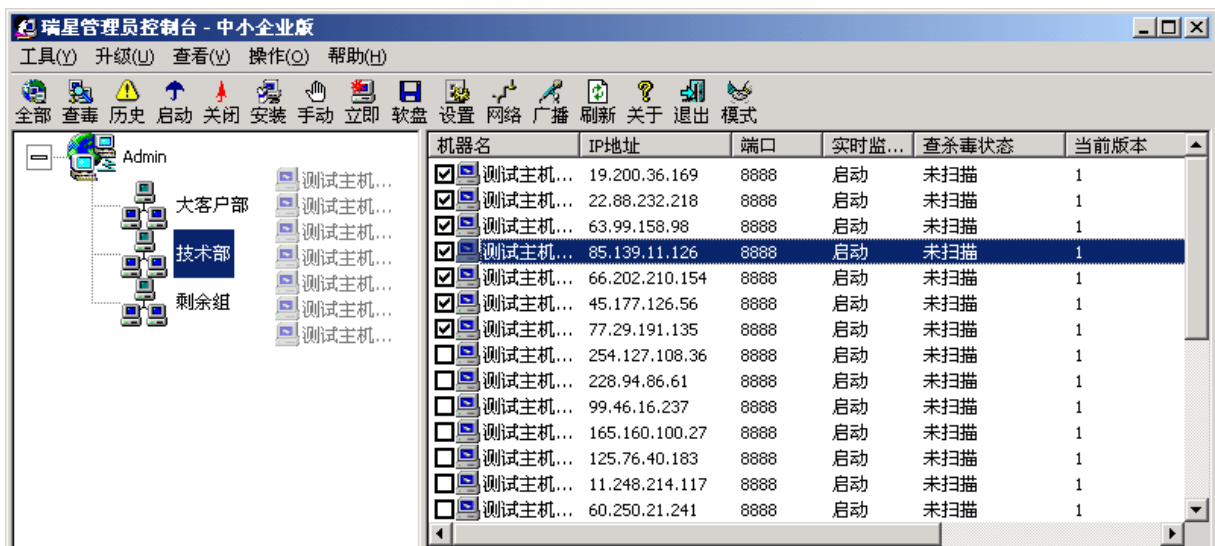 瑞星管理员控制台 - 中小企业版
工具(Y) 升级(U) 查看(V) 操作(O) 帮助(H)
全部 查毒 历史 启动 关闭 安装 手动 立即 软盘 设置 网络 广播 刷新 关于 退出 模式
Admin
大客户部
技术部
剩余组
测试主机...
测试主机...
测试主机...
测试主机...
测试主机...
测试主机...
测试主机...
机器名 IP地址 端口 实时监... 查杀毒状态 当前版本
测试主机... 19.200.36.169 8888 启动 未扫描 1
测试主机... 22.88.232.218 8888 启动 未扫描 1
测试主机... 63.99.158.98 8888 启动 未扫描 1
测试主机... 85.139.11.126 8888 启动 未扫描 1
测试主机... 66.202.210.154 8888 启动 未扫描 1
测试主机... 45.177.126.56 8888 启动 未扫描 1
测试主机... 77.29.191.135 8888 启动 未扫描 1
测试主机... 254.127.108.36 8888 启动 未扫描 1
测试主机... 228.94.86.61 8888 启动 未扫描 1
测试主机... 99.46.16.237 8888 启动 未扫描 1
测试主机... 165.160.100.27 8888 启动 未扫描 1
测试主机... 125.76.40.183 8888 启动 未扫描 1
测试主机... 11.248.214.117 8888 启动 未扫描 1
测试主机... 60.250.21.241 8888 启动 未扫描 1